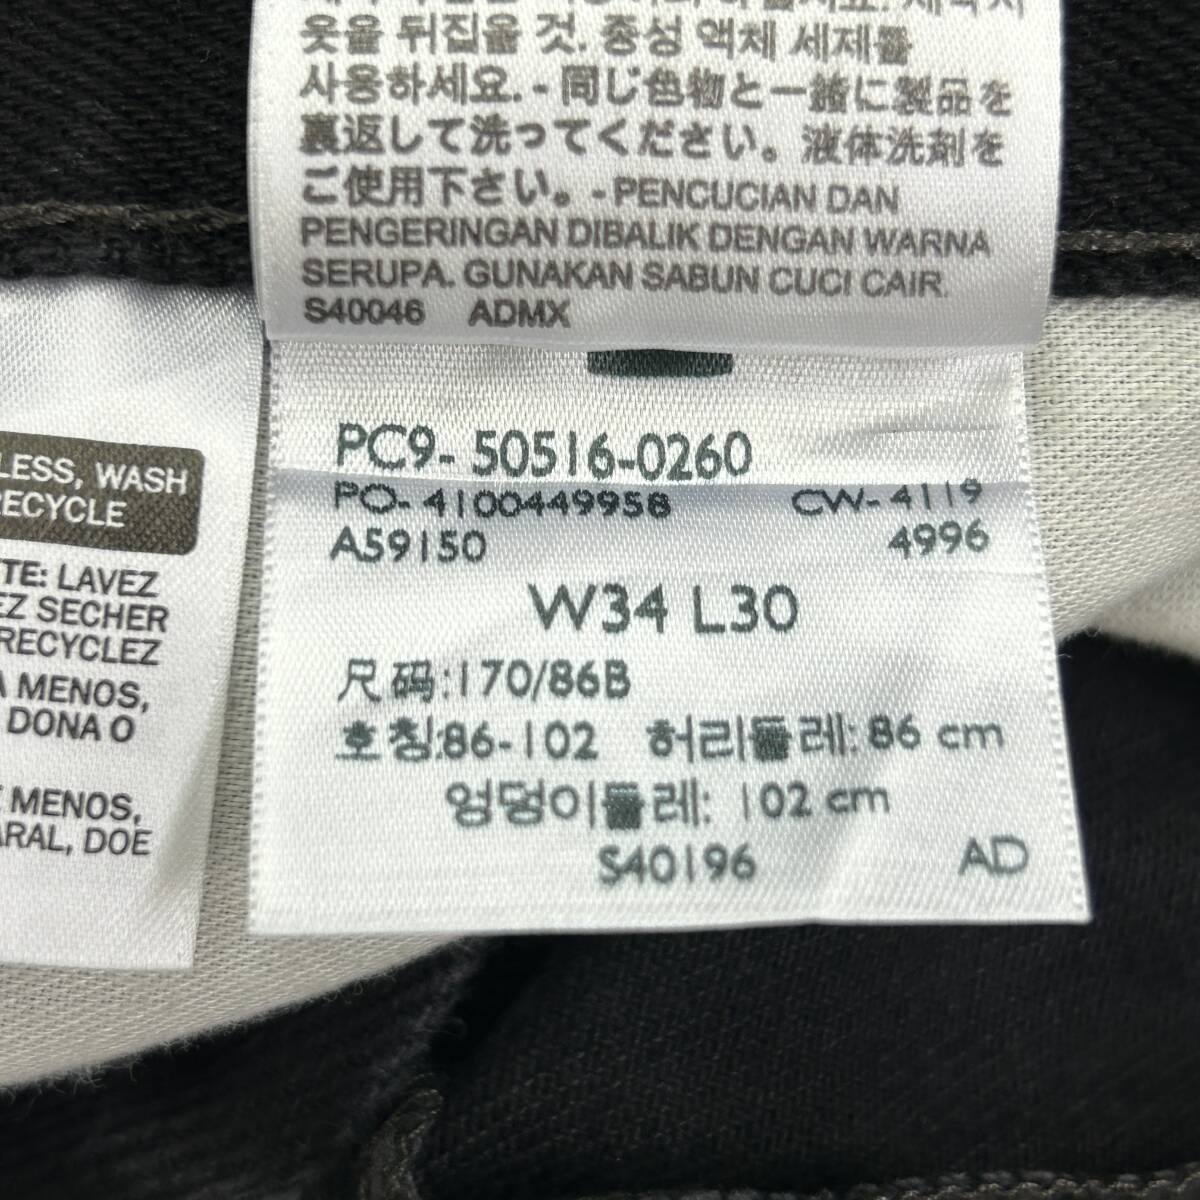 옷을 뒤집을 것. 중성 액체 세제를
사용하세요. - 同じ色物と一緒に製品を
裏返して洗ってください。液体洗剤を
ご使用下さい。- PENCUCIAN DAN
PENGERINGAN DIBALIK DENGAN WARNA
SERUPA. GUNAKAN SABUN CUCI CAIR.
S40046 ADMX
PC9- 50516-0260
PO- 4100449958 CW- 4119
A59150 4996
W34 L30
尺码:170/86B
호칭:86-102 허리둘레: 86 cm
엉덩이둘레: 102 cm
S40196 AD
LESS, WASH
RECYCLE
TE: LAVEZ
EZ SECHER
RECYCLEZ
A MENOS,
DONA O
E MENOS,
ARAL, DOE